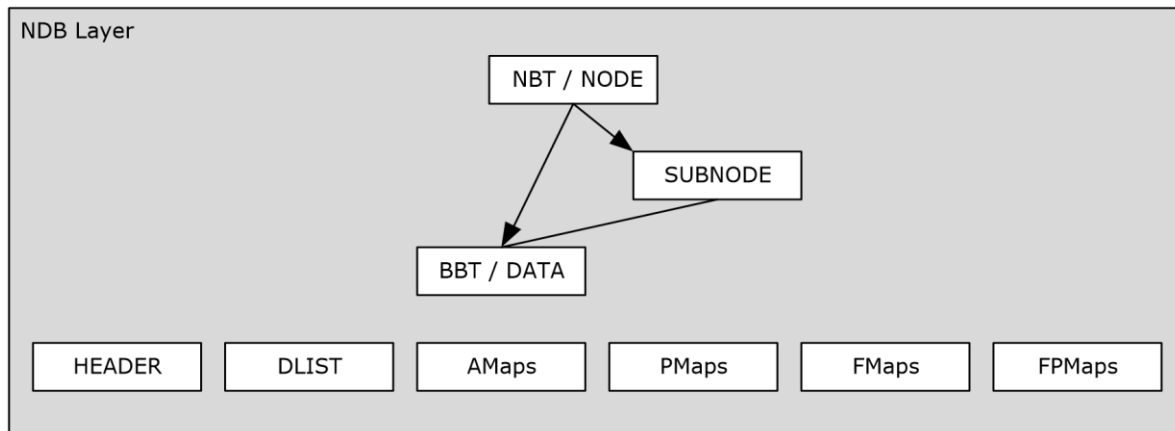 NDB Layer
NBT / NODE
SUBNODE
BBT / DATA
HEADER
DLIST
AMaps
PMaps
FMaps
FPMaps